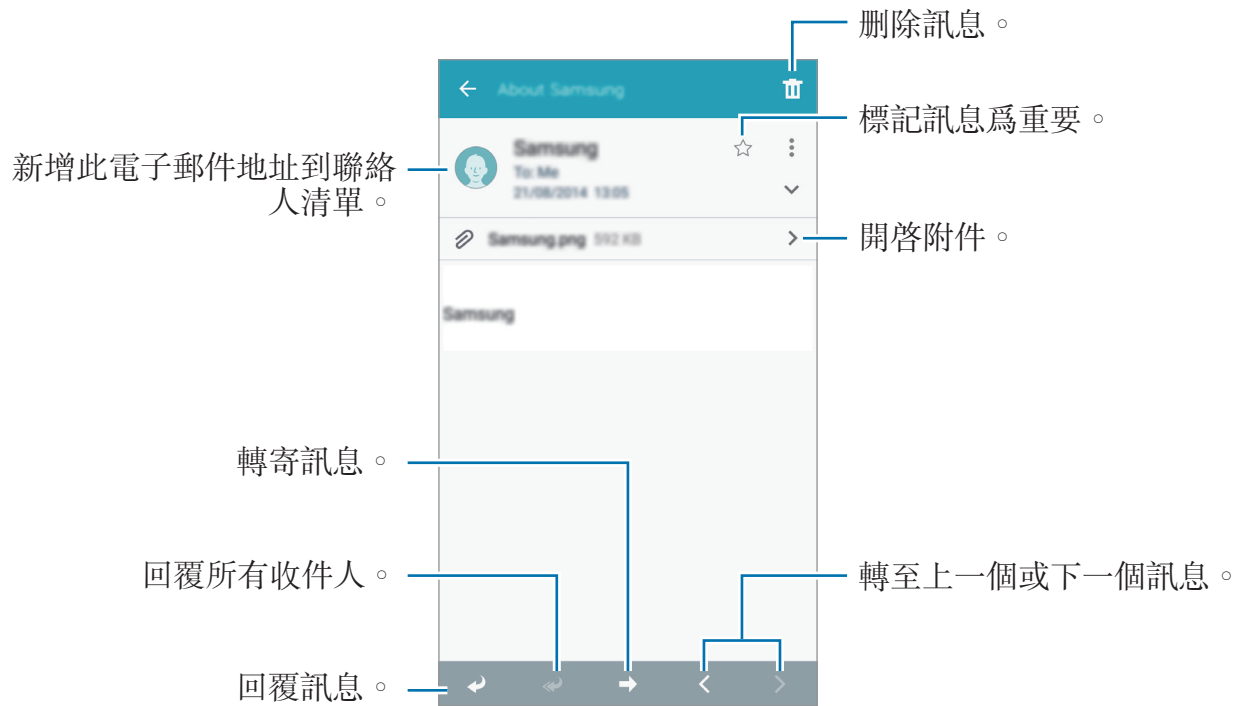 刪除訊息。
About Samsung
標記訊息爲重要。
Samsung
To: Me
21/08/2014 13:05
新增此電子郵件地址到聯絡
人清單。
Samsung.png 592 KB
開啓附件。
Samsung
轉寄訊息。
回覆所有收件人。
轉至上一個或下一個訊息。
回覆訊息。